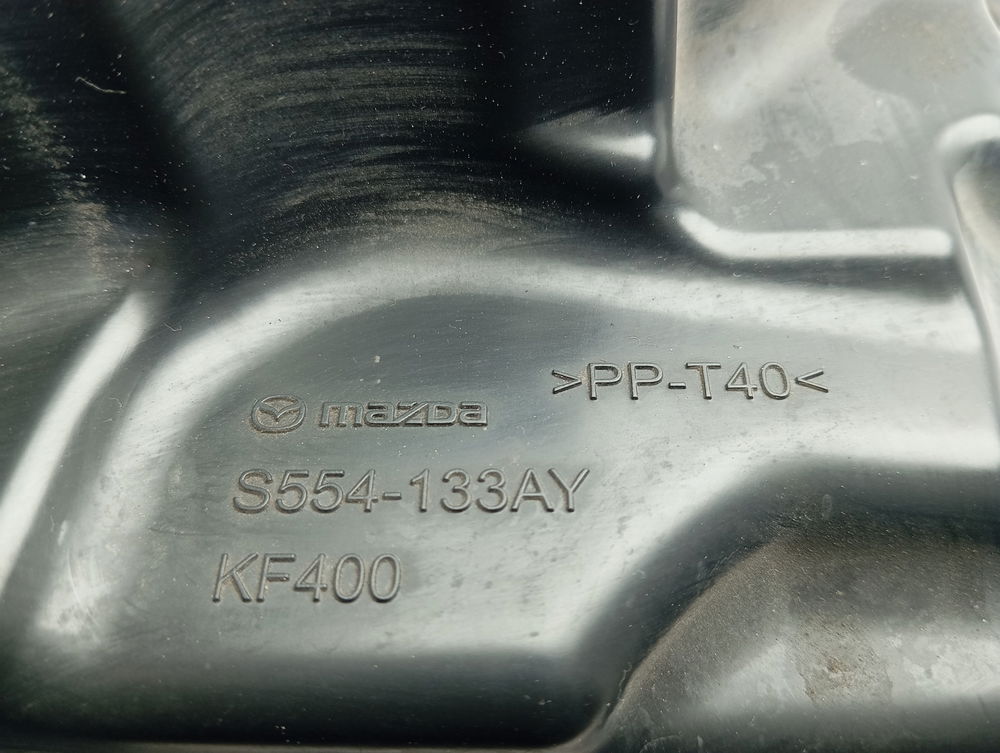 >PP-T40<
mazda
S554-133AY
KF400